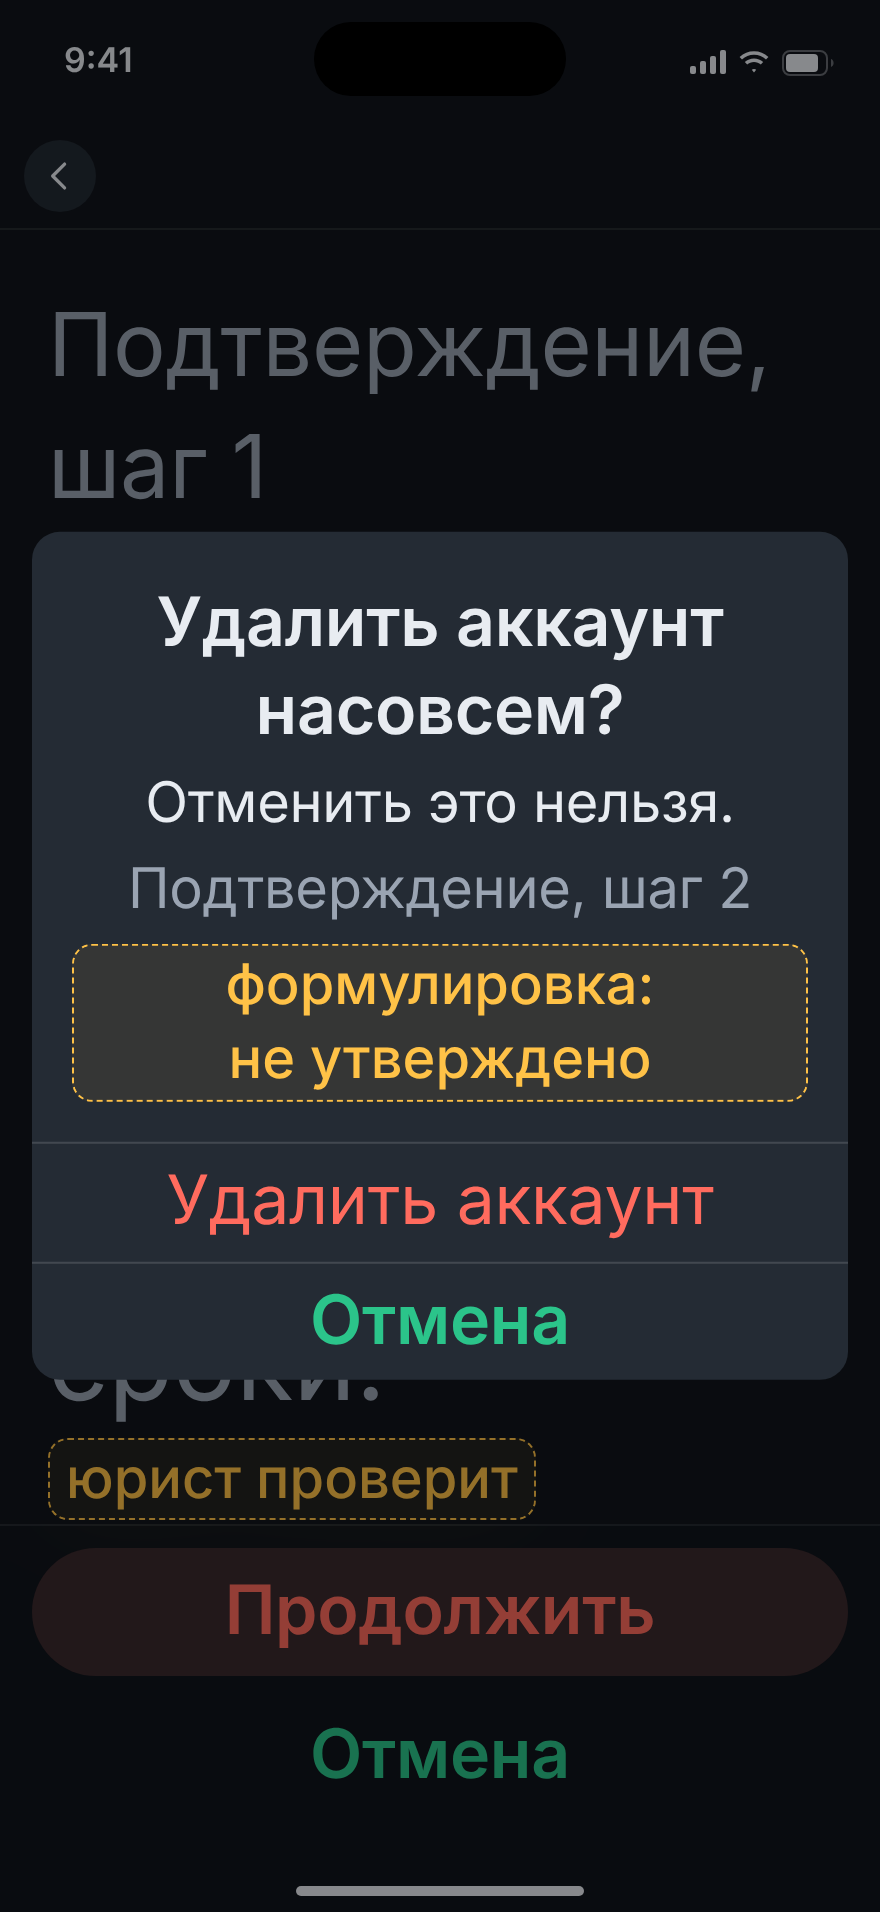 9:41
Подтверждение,
шаг 1
Удалить аккаунт
насовсем?
Отменить это нельзя.
Подтверждение, шаг 2
формулировка:
не утверждено
Удалить аккаунт
Отмена
сроки.
юрист проверит
Продолжить
Отмена